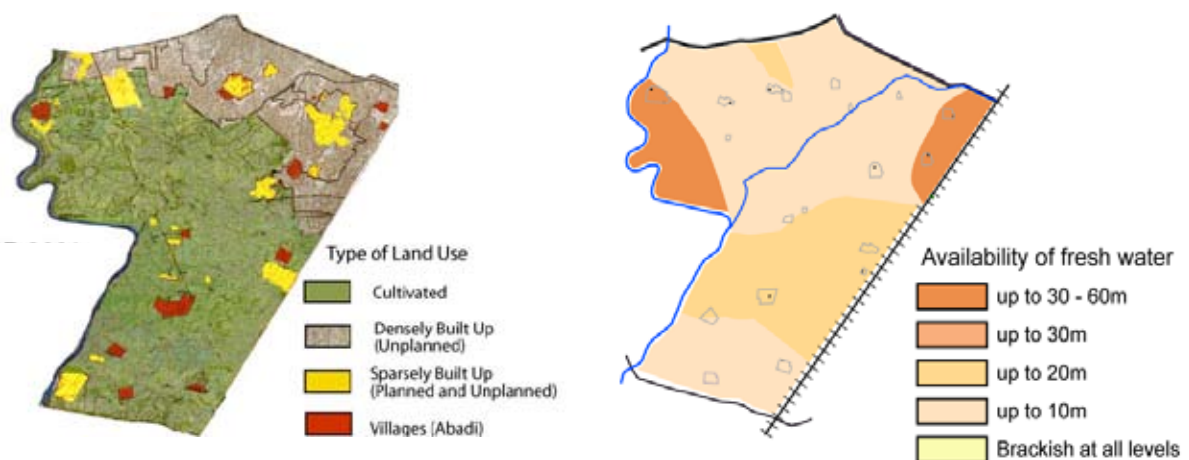 Type of Land Use
Cultivated
Densely Built Up
(Unplanned)
Sparsely Built Up
(Planned and Unplanned)
Villages (Abadi)
Availability of fresh water
up to 30 - 60m
up to 30m
up to 20m
up to 10m
Brackish at all levels